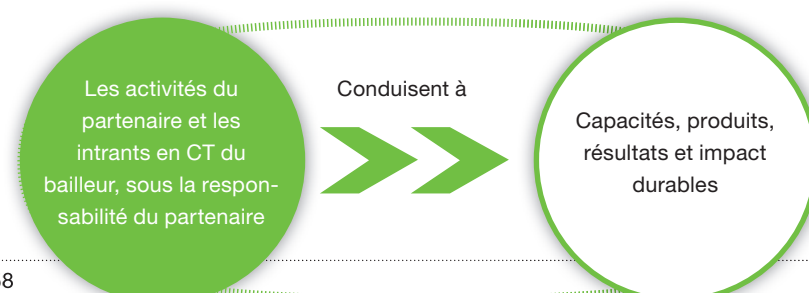 Les activités du
partenaire et les
intrants en CT du
bailleur, sous la respon-
sabilité du partenaire
Conduisent à
Capacités, produits,
résultats et impact
durables